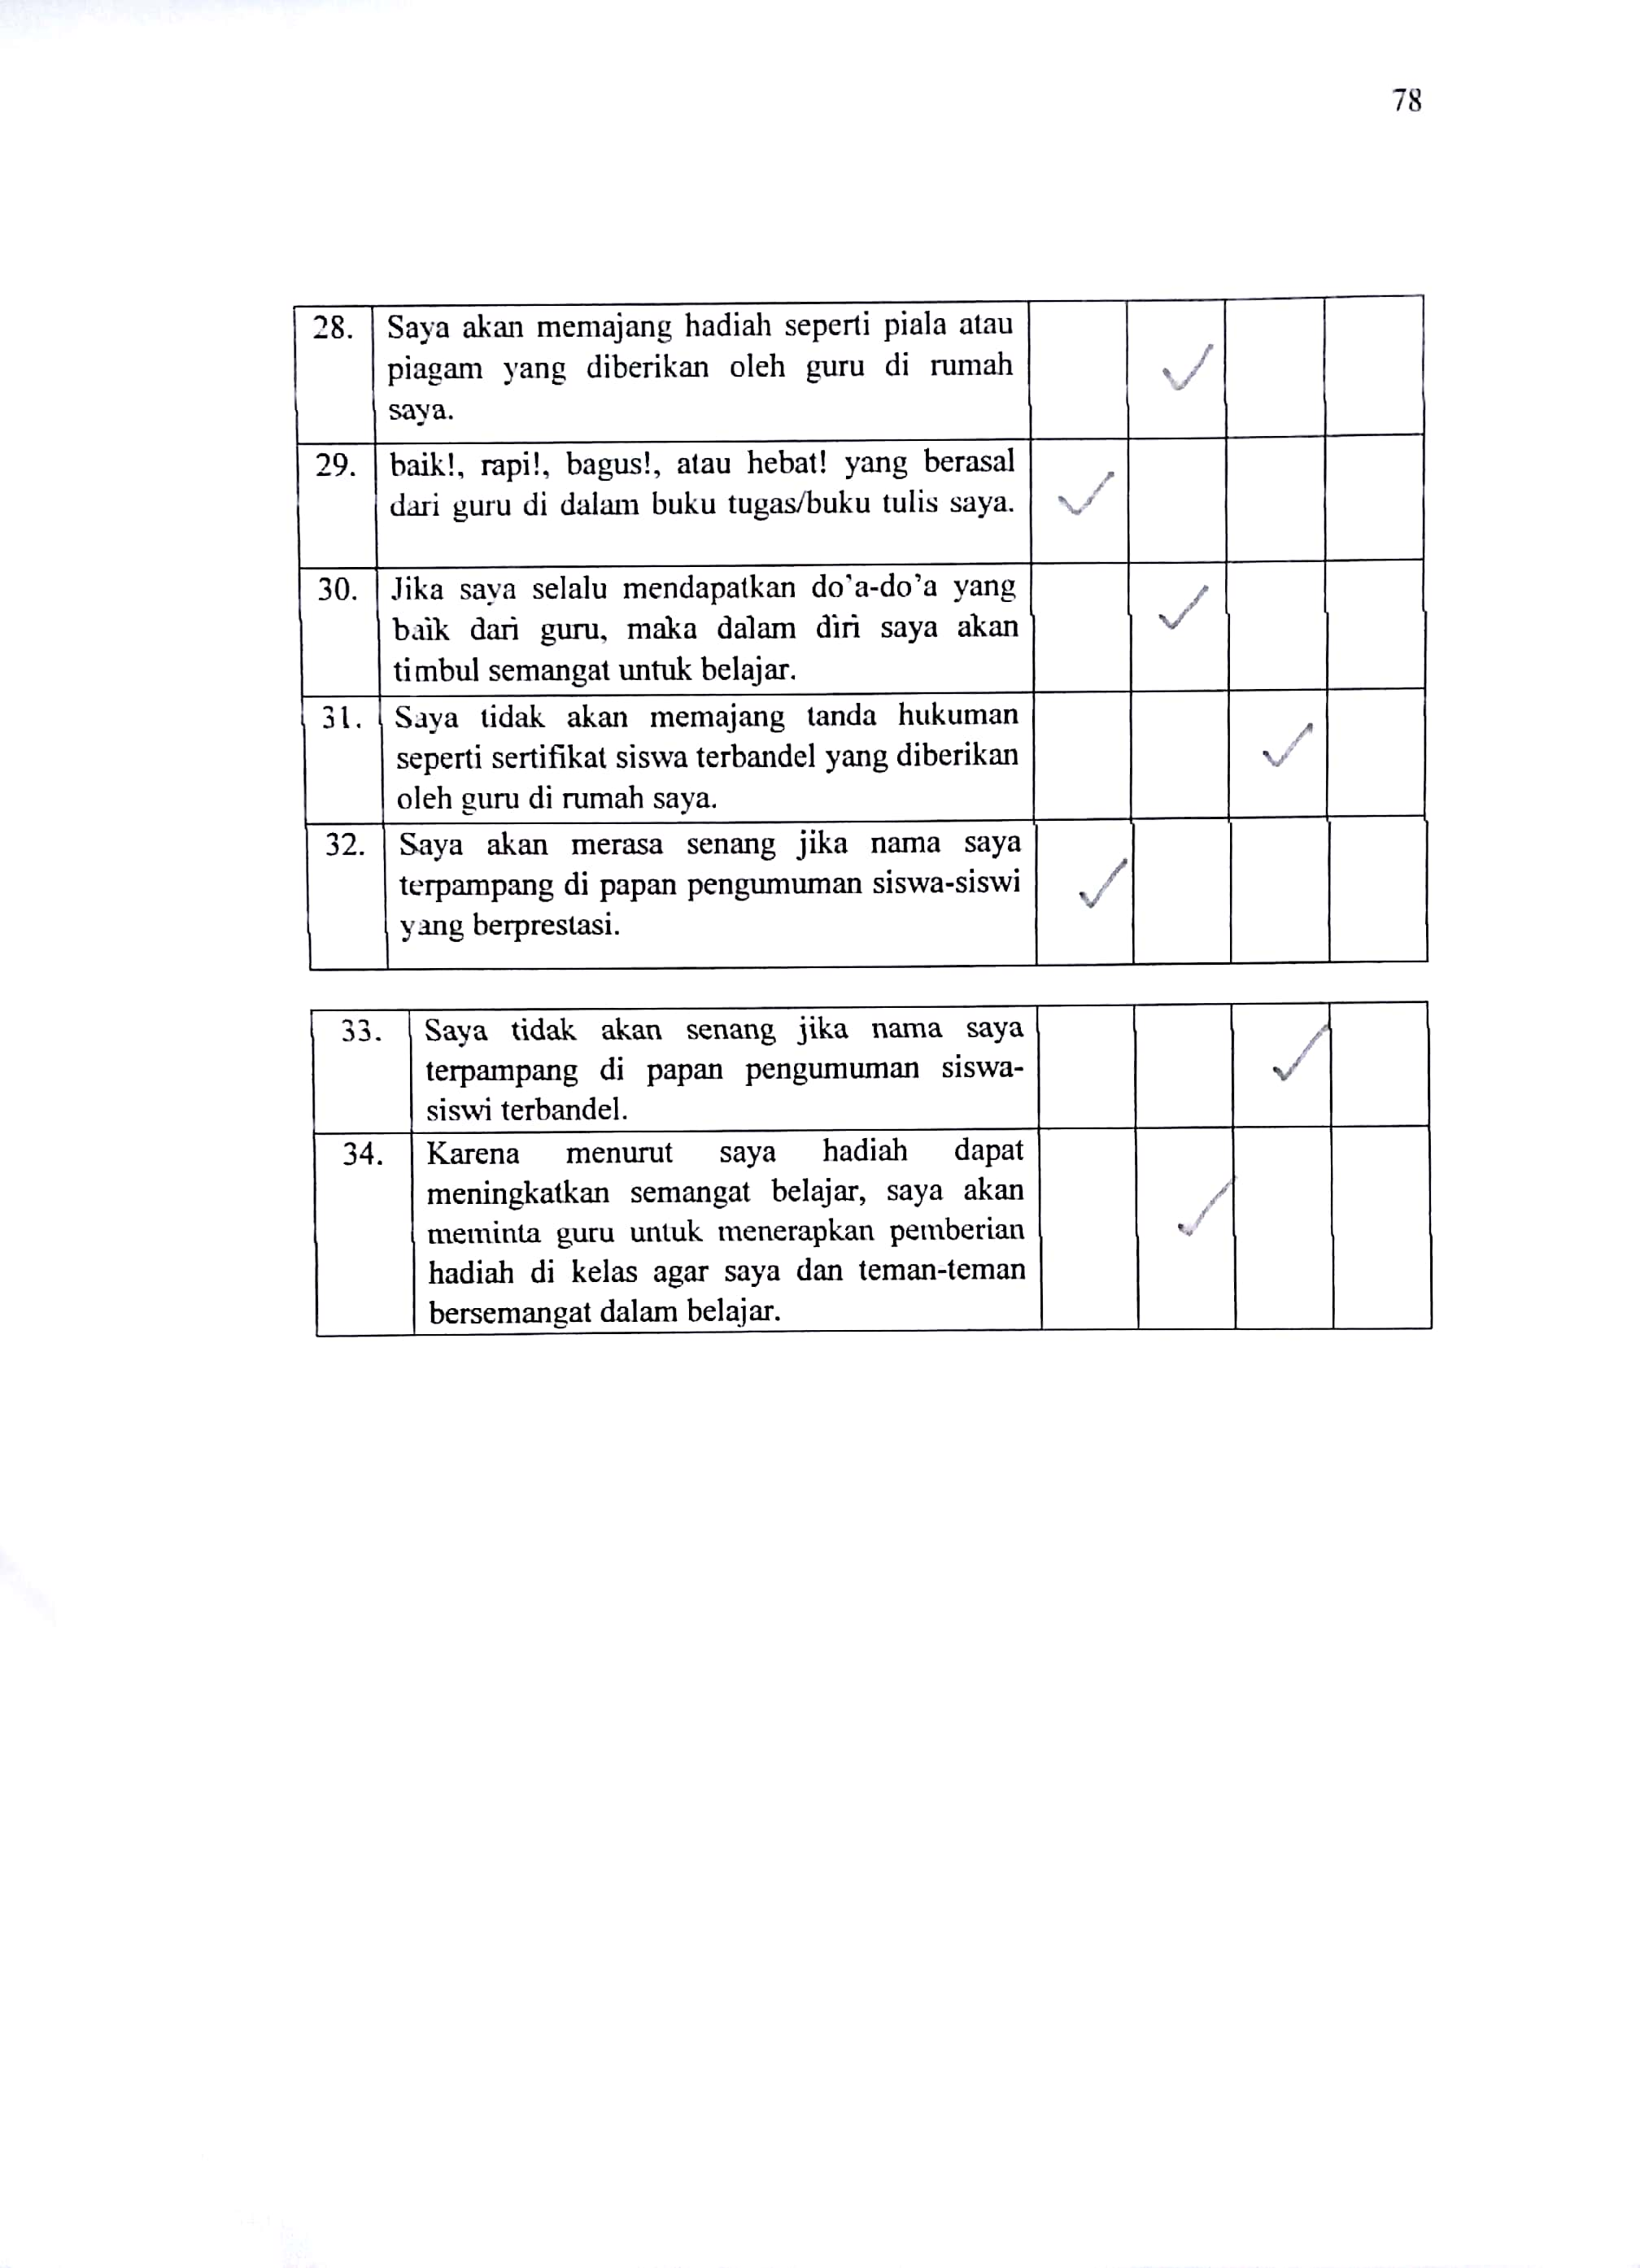 78
28. Saya akan memajang hadiah seperti piala atau
piagam yang diberikan oleh guru di rumah
saya.
29. baik!, rapi!, bagus!, atau hebat! yang berasal
dari guru di dalam buku tugas/buku tulis saya.
30. Jika saya selalu mendapatkan do'a-do'a yang
baik dari guru, maka dalam diri saya akan
timbul semangat untuk belajar.
31. Saya tidak akan memajang tanda hukuman
seperti sertifikat siswa terbandel yang diberikan
oleh guru di rumah saya.
32. Saya akan merasa senang jika nama saya
terpampang di papan pengumuman siswa-siswi
yang berprestasi.
33. Saya tidak akan senang jika nama saya
terpampang di papan pengumuman siswa-
siswi terbandel.
34. Karena menurut saya hadiah dapat
meningkatkan semangat belajar, saya akan
meminta guru untuk menerapkan pemberian
hadiah di kelas agar saya dan teman-teman
bersemangat dalam belajar.